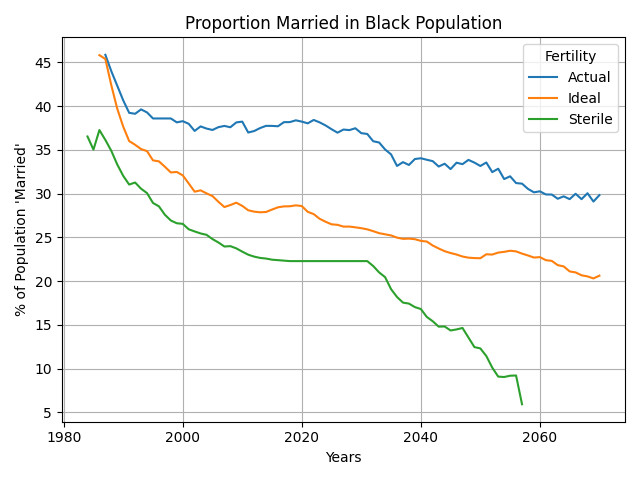 Proportion Married in Black Population
% of Population 'Married'
45
40
35
30
25
20
15
10
5
Fertility
Actual
Ideal
Sterile
1980
2000
2020
2040
2060
Years